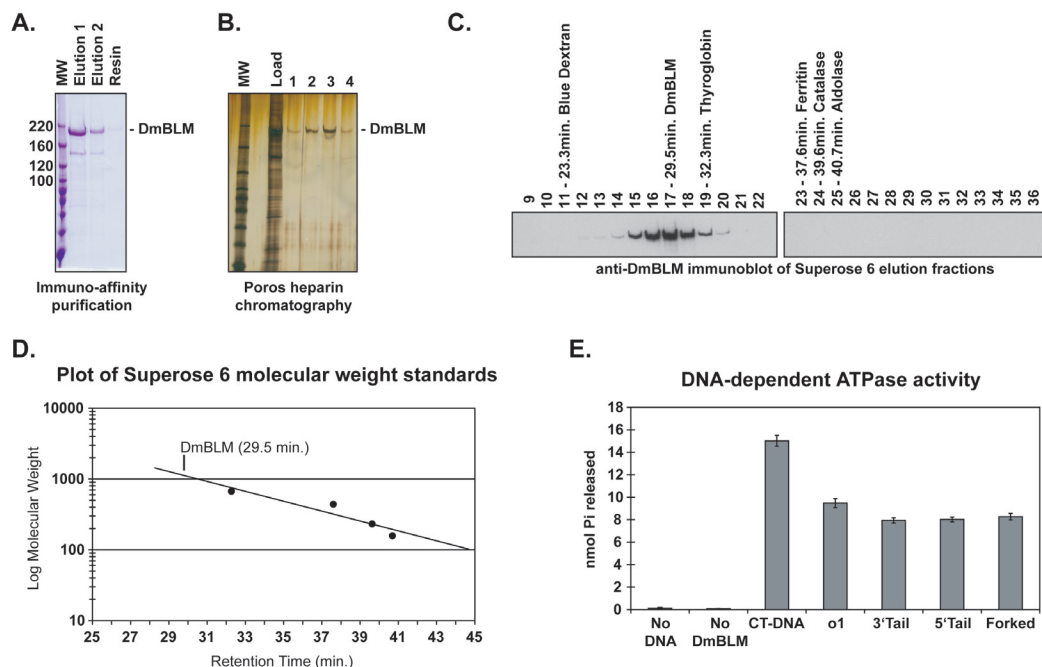 A.
MW
Elution 1
Elution 2
Resin
220
160
120
100
- DmBLM
Immuno-affinity
purification
B.
MW
Load
1 2 3 4
- DmBLM
Poros heparin
chromatography
C.
9
10
11 - 23.3min. Blue Dextran
12
13
14
15
16
17 - 29.5min. DmBLM
18
19 - 32.3min. Thyroglobin
20
21
22
23 - 37.6min. Ferritin
24 - 39.6min. Catalase
25 - 40.7min. Aldolase
26
27
28
29
30
31
32
33
34
35
36
anti-DmBLM immunoblot of Superose 6 elution fractions
D.
Plot of Superose 6 molecular weight standards
Log Molecular Weight
10000
1000
100
10
DmBLM (29.5 min.)
25 27 29 31 33 35 37 39 41 43 45
Retention Time (min.)
E.
DNA-dependent ATPase activity
nmol Pi released
18
16
14
12
10
8
6
4
2
0
No
DNA
No
DmBLM
CT-DNA
o1
3‘Tail
5‘Tail
Forked